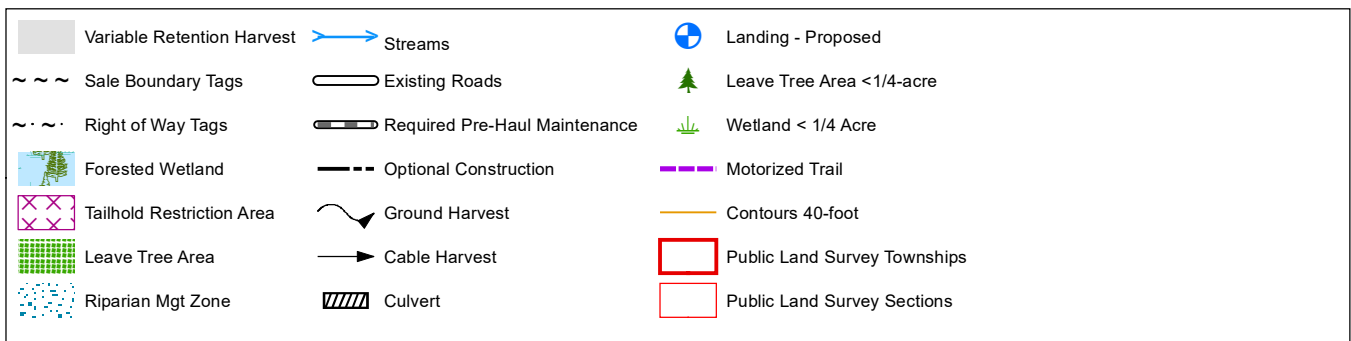 Variable Retention Harvest
Sale Boundary Tags
Right of Way Tags
Forested Wetland
Tailhold Restriction Area
Leave Tree Area
Riparian Mgt Zone
Streams
Existing Roads
Required Pre-Haul Maintenance
Optional Construction
Ground Harvest
Cable Harvest
Culvert
Landing - Proposed
Leave Tree Area <1/4-acre
Wetland < 1/4 Acre
Motorized Trail
Contours 40-foot
Public Land Survey Townships
Public Land Survey Sections